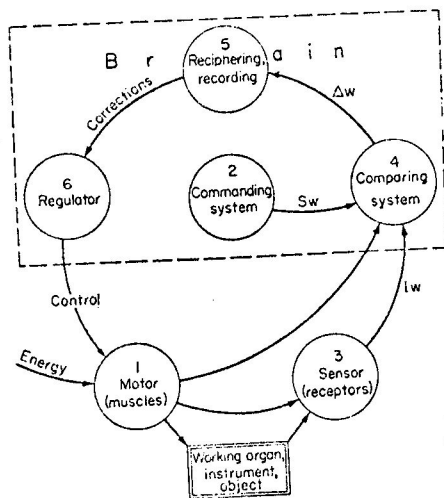 B r a i n
5
Reciphering,
recording
Corrections
Δw
6
Regulator
2
Commanding
system
Sw
4
Comparing
system
Control
Iw
Energy
1
Motor
(muscles)
3
Sensor
(receptors)
Working organ,
instrument,
object